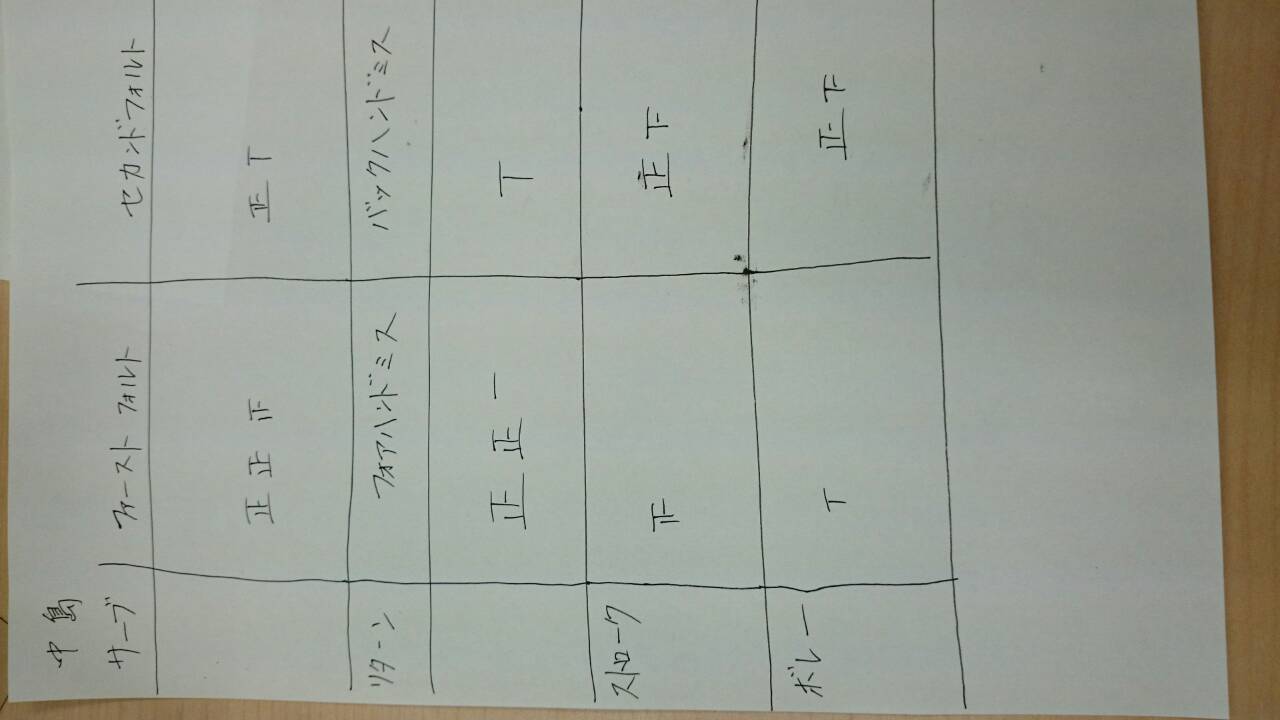 中島
サーブ ファースト フォルト セカンドフォルト
正 正 𝍵 正 T
リターン フォアハンドミス バックハンドミス
正 正 一 T
ストローク 𝍵 正 下
ボレー T 正 下